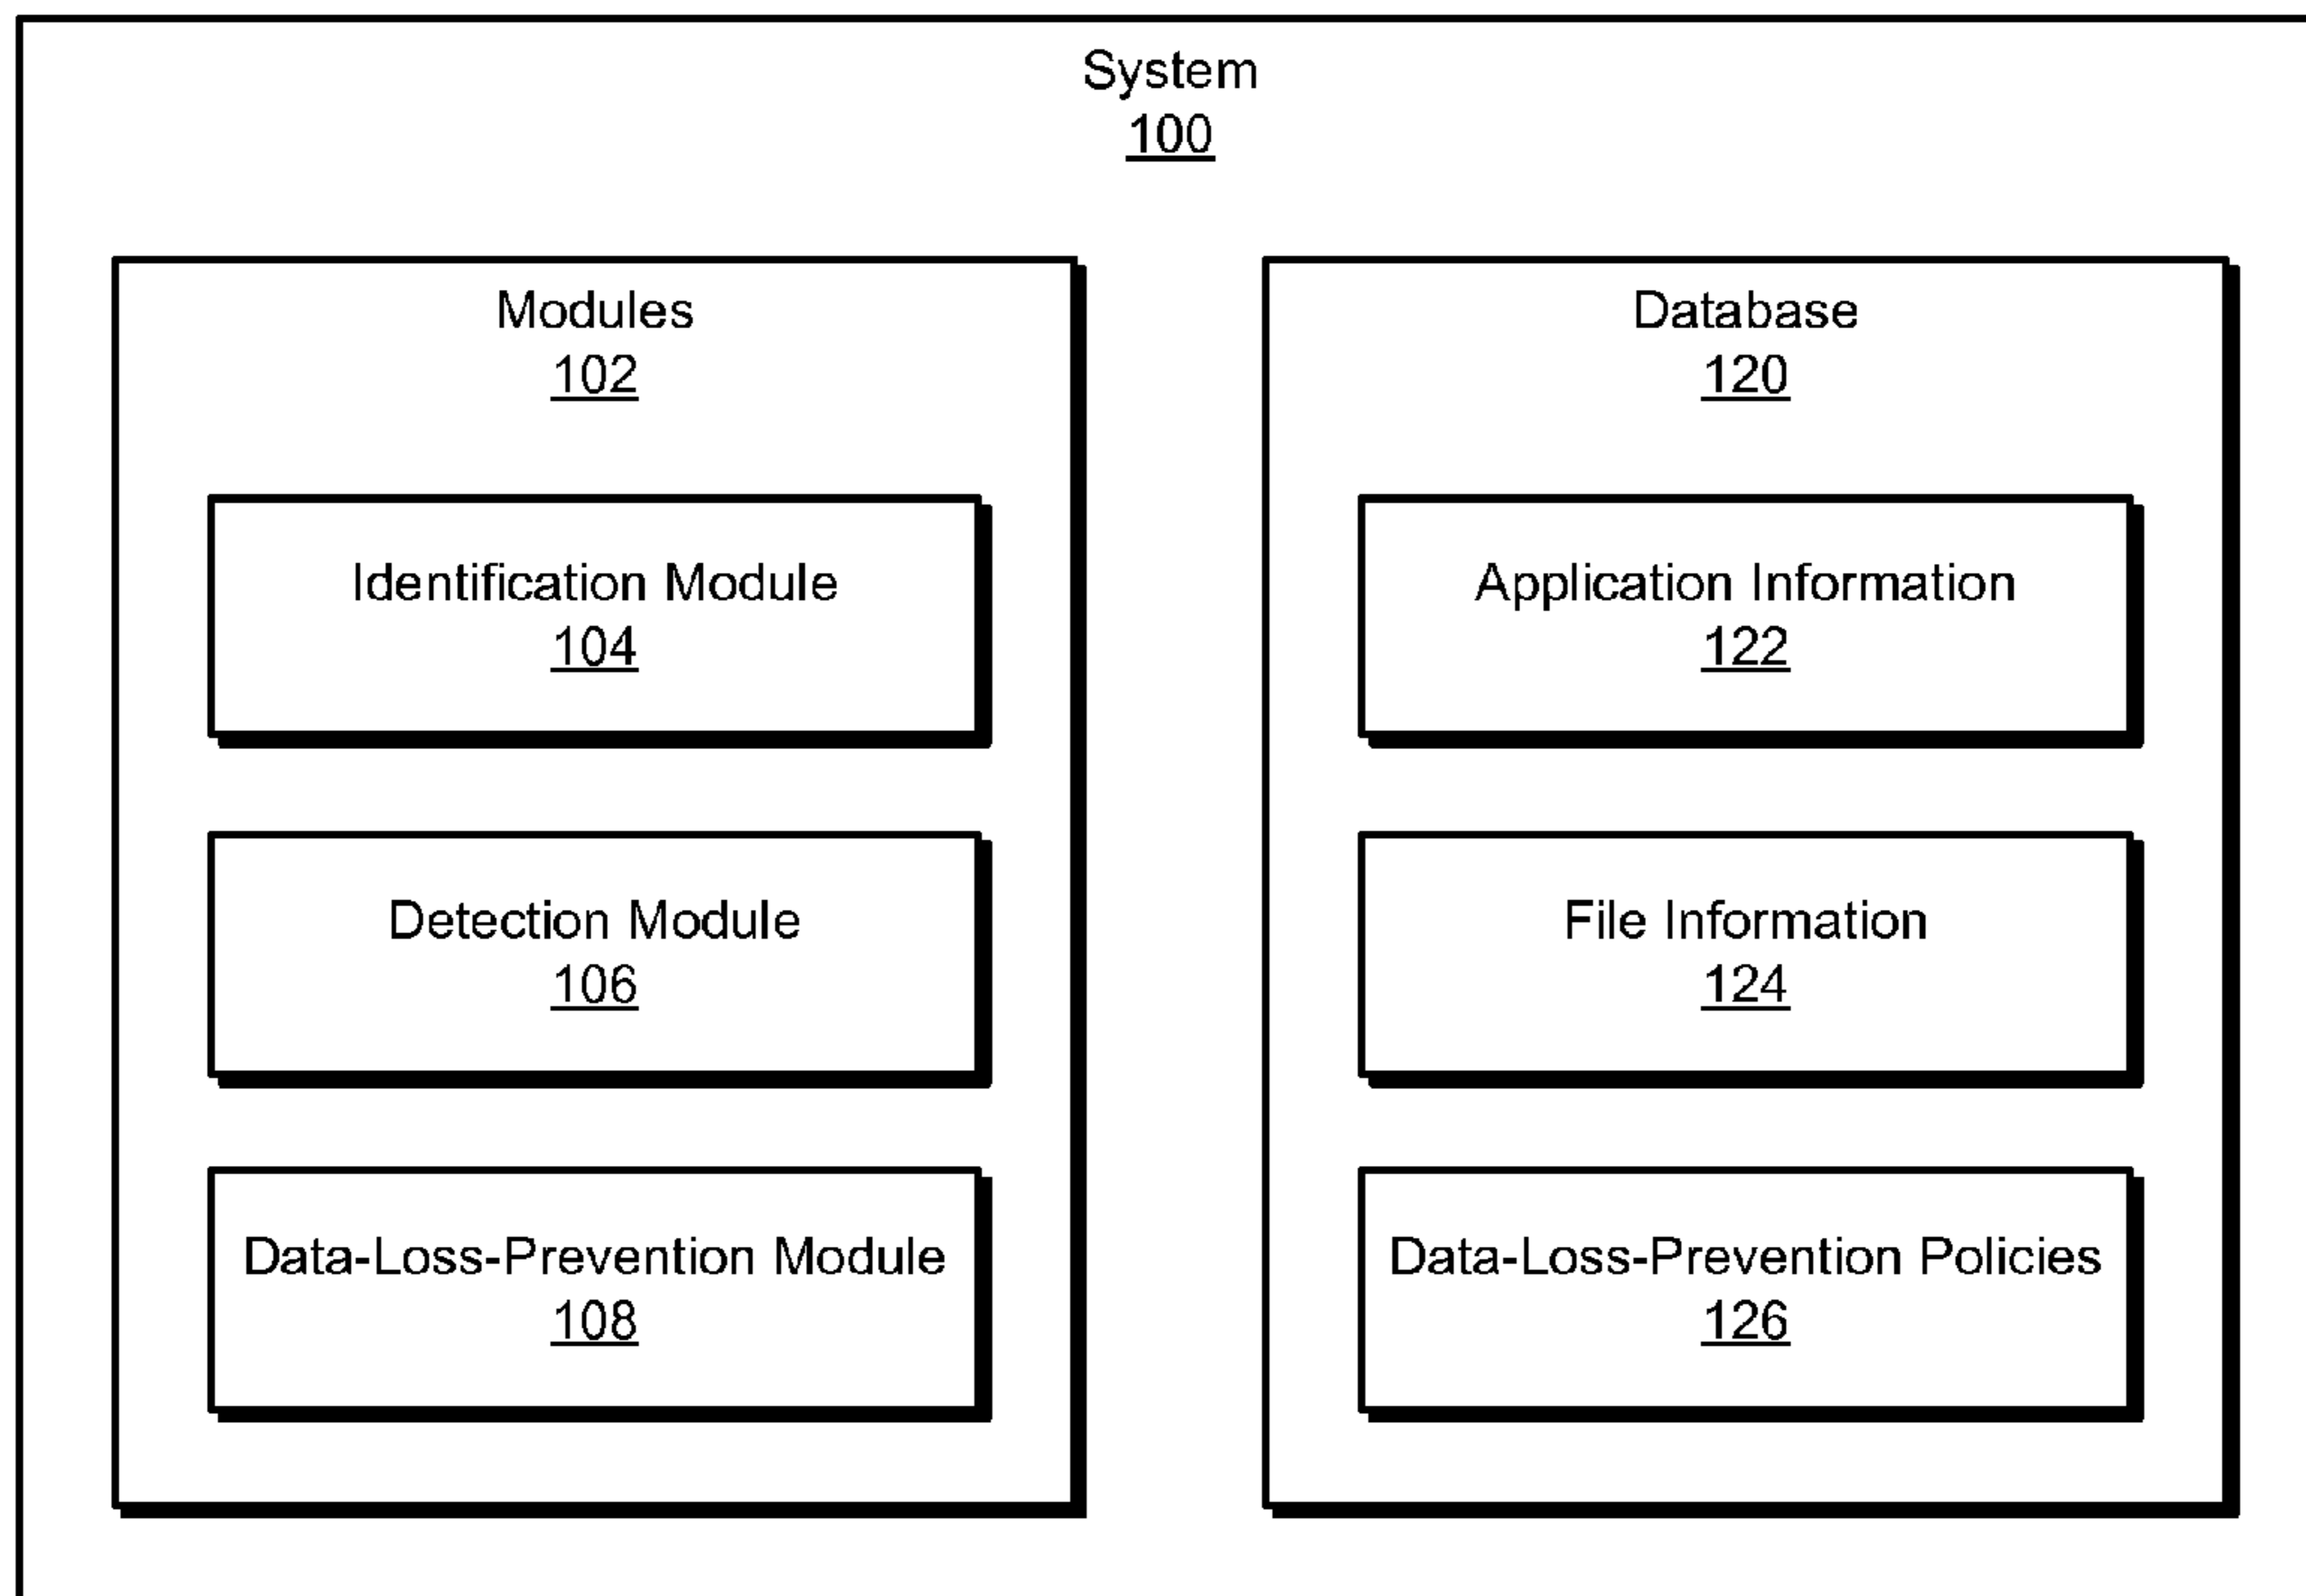 System
100
Modules
102
Identification Module
104
Detection Module
106
Data-Loss-Prevention Module
108
Database
120
Application Information
122
File Information
124
Data-Loss-Prevention Policies
126